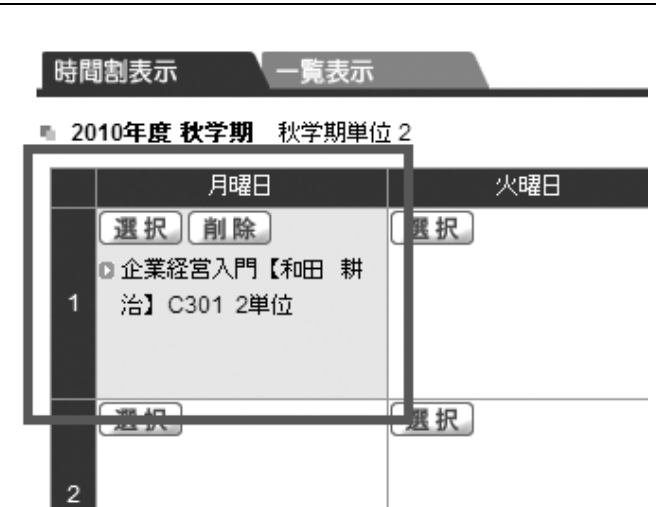 時間割表示 一覧表示
2010年度 秋学期 秋学期単位 2
月曜日 火曜日
選択 削除 選択
企業経営入門【和田 耕
1 治】C301 2単位
選択 選択
2